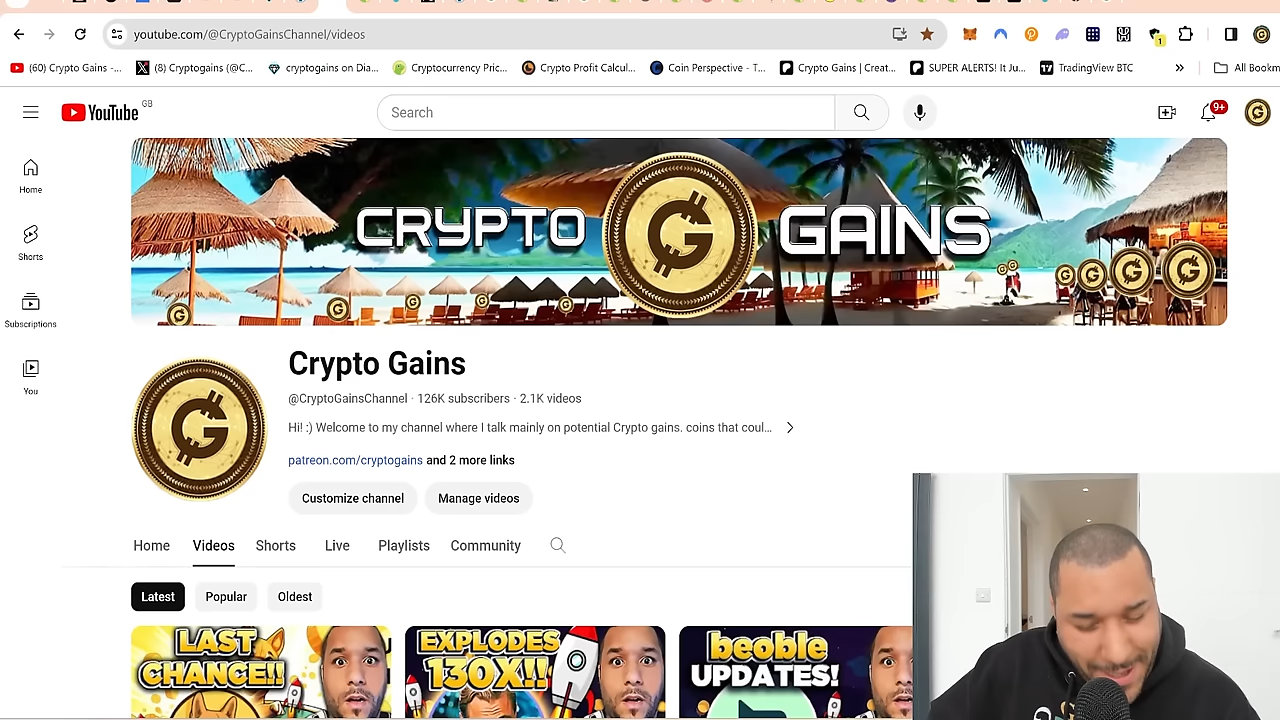 youtube.com/@CryptoGainsChannel/videos
1
(60) Crypto Gains -...
(8) Cryptogains (@C...
cryptogains on Dia...
Cryptocurrency Pric...
Crypto Profit Calcul...
Coin Perspective - T...
Crypto Gains | Creat...
SUPER ALERTS! It Ju...
TradingView BTC
»
All Bookm
YouTube GB
Search
9+
Home
Shorts
Subscriptions
You
CRYPTO G GAINS
Crypto Gains
@CryptoGainsChannel · 126K subscribers · 2.1K videos
Hi! :) Welcome to my channel where I talk mainly on potential Crypto gains. coins that coul...
patreon.com/cryptogains and 2 more links
Customize channel
Manage videos
Home
Videos
Shorts
Live
Playlists
Community
Latest
Popular
Oldest
LAST
CHANCE!!
EXPLODES
130X!!
beoble
UPDATES!